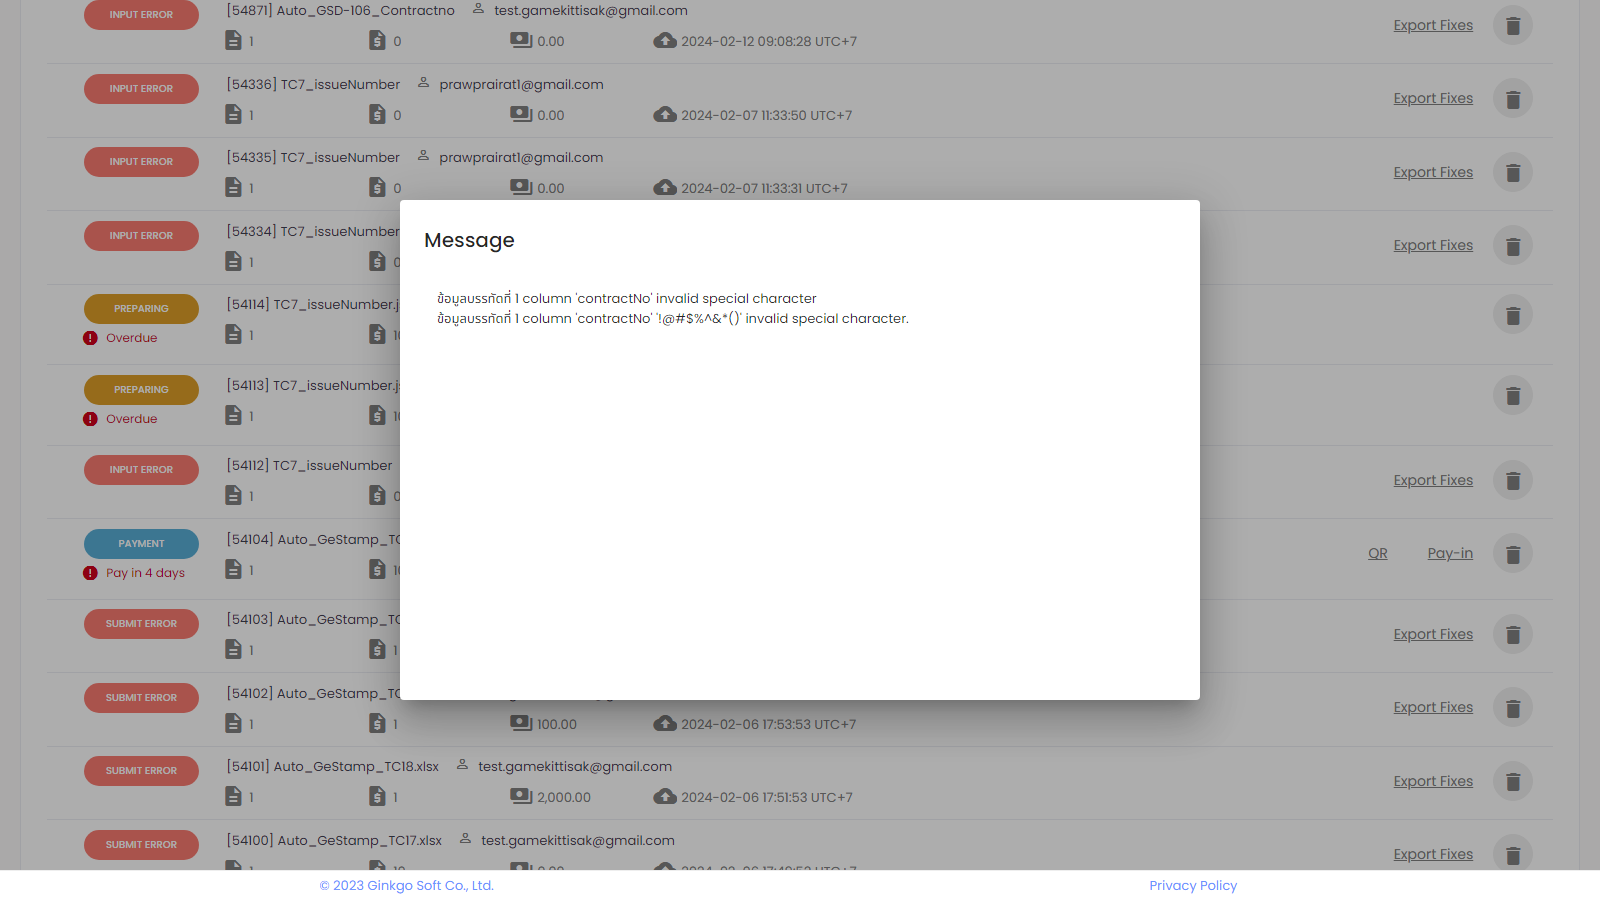 INPUT ERROR
[54871] Auto_GSD-106_Contractno test.gamekittisak@gmail.com
1 0 0.00 2024-02-12 09:08:28 UTC+7
Export Fixes
INPUT ERROR
[54336] TC7_issueNumber prawprairat1@gmail.com
1 0 0.00 2024-02-07 11:33:50 UTC+7
Export Fixes
INPUT ERROR
[54335] TC7_issueNumber prawprairat1@gmail.com
1 0 0.00 2024-02-07 11:33:31 UTC+7
Export Fixes
INPUT ERROR
[54334] TC7_issueNumber
1 0
Export Fixes
Message
ข้อมูลบรรทัดที่ 1 column 'contractNo' invalid special character
ข้อมูลบรรทัดที่ 1 column 'contractNo' '!@#$%^&*()' invalid special character.
PREPARING
Overdue
[54114] TC7_issueNumber.j
1
PREPARING
Overdue
[54113] TC7_issueNumber.j
1
INPUT ERROR
[54112] TC7_issueNumber
1 0
Export Fixes
PAYMENT
Pay in 4 days
[54104] Auto_GeStamp_TC
1
QR Pay-in
SUBMIT ERROR
[54103] Auto_GeStamp_TC
1 1
Export Fixes
SUBMIT ERROR
[54102] Auto_GeStamp_TC
1 1 100.00 2024-02-06 17:53:53 UTC+7
Export Fixes
SUBMIT ERROR
[54101] Auto_GeStamp_TC18.xlsx test.gamekittisak@gmail.com
1 1 2,000.00 2024-02-06 17:51:53 UTC+7
Export Fixes
SUBMIT ERROR
[54100] Auto_GeStamp_TC17.xlsx test.gamekittisak@gmail.com
Export Fixes
© 2023 Ginkgo Soft Co., Ltd. Privacy Policy